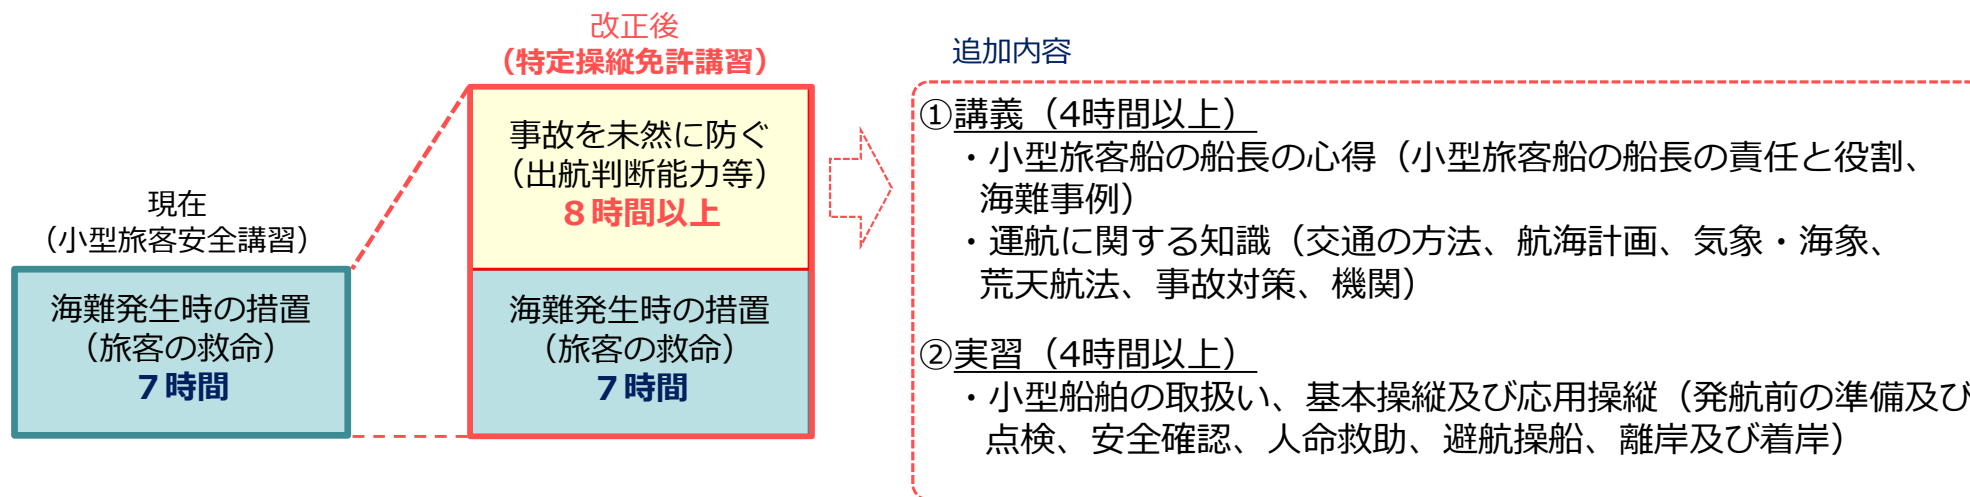 現在
（小型旅客安全講習）
海難発生時の措置
（旅客の救命）
７時間
改正後
（特定操縦免許講習）
事故を未然に防ぐ
（出航判断能力等）
８時間以上
海難発生時の措置
（旅客の救命）
７時間
追加内容
①講義（4時間以上）
・小型旅客船の船長の心得（小型旅客船の船長の責任と役割、
海難事例）
・運航に関する知識（交通の方法、航海計画、気象・海象、
荒天航法、事故対策、機関）
②実習（4時間以上）
・小型船舶の取扱い、基本操縦及び応用操縦（発航前の準備及び
点検、安全確認、人命救助、避航操船、離岸及び着岸）